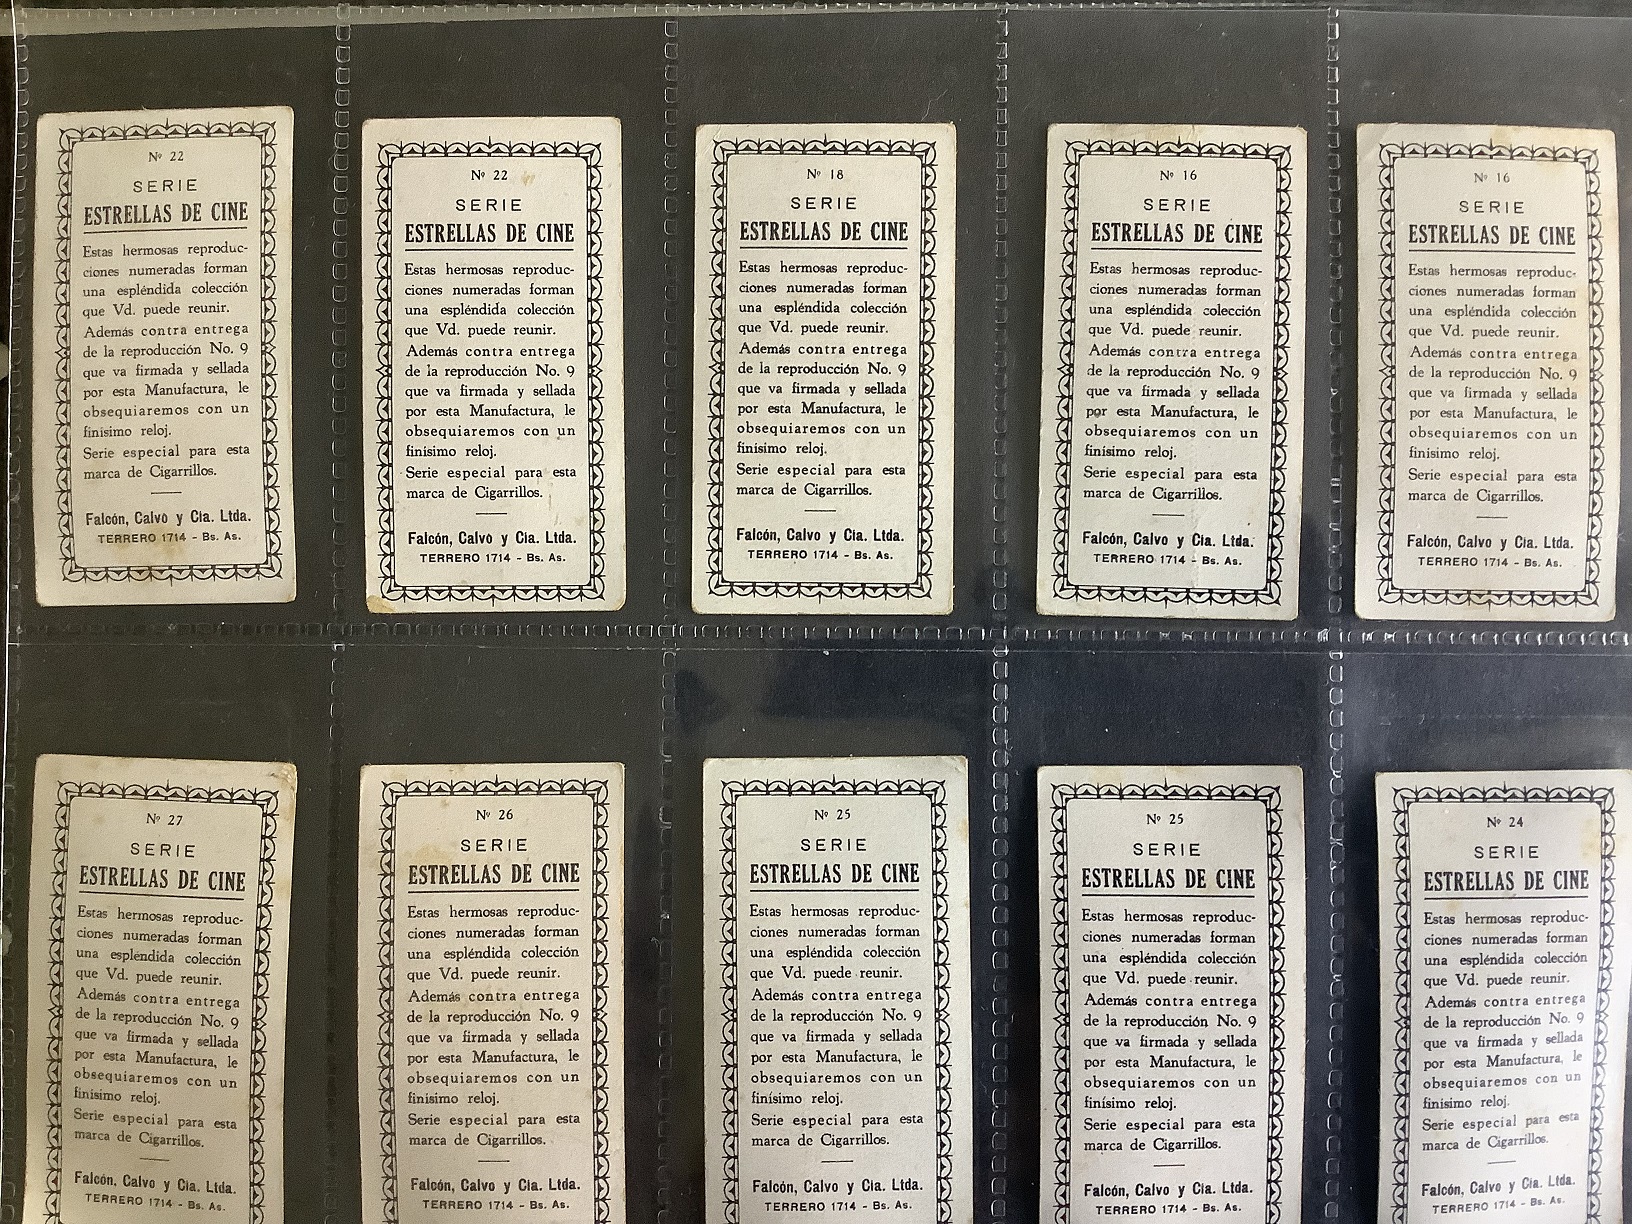 Nº 22
SERIE
ESTRELLAS DE CINE
Estas hermosas reproduc-
ciones numeradas forman
una espléndida colección
que Vd. puede reunir.
Además contra entrega
de la reproducción No. 9
que va firmada y sellada
por esta Manufactura, le
obsequiaremos con un
finísimo reloj.
Serie especial para esta
marca de Cigarrillos.
Falcón, Calvo y Cía. Ltda.
TERRERO 1714 - Bs. As.
Nº 22
SERIE
ESTRELLAS DE CINE
Estas hermosas reproduc-
ciones numeradas forman
una espléndida colección
que Vd. puede reunir.
Además contra entrega
de la reproducción No. 9
que va firmada y sellada
por esta Manufactura, le
obsequiaremos con un
finísimo reloj.
Serie especial para esta
marca de Cigarrillos.
Falcón, Calvo y Cía. Ltda.
TERRERO 1714 - Bs. As.
Nº 18
SERIE
ESTRELLAS DE CINE
Estas hermosas reproduc-
ciones numeradas forman
una espléndida colección
que Vd. puede reunir.
Además contra entrega
de la reproducción No. 9
que va firmada y sellada
por esta Manufactura, le
obsequiaremos con un
finísimo reloj.
Serie especial para esta
marca de Cigarrillos.
Falcón, Calvo y Cía. Ltda.
TERRERO 1714 - Bs. As.
Nº 16
SERIE
ESTRELLAS DE CINE
Estas hermosas reproduc-
ciones numeradas forman
una espléndida colección
que Vd. puede reunir.
Además contra entrega
de la reproducción No. 9
que va firmada y sellada
por esta Manufactura, le
obsequiaremos con un
finísimo reloj.
Serie especial para esta
marca de Cigarrillos.
Falcón, Calvo y Cía. Ltda.
TERRERO 1714 - Bs. As.
Nº 16
SERIE
ESTRELLAS DE CINE
Estas hermosas reproduc-
ciones numeradas forman
una espléndida colección
que Vd. puede reunir.
Además contra entrega
de la reproducción No. 9
que va firmada y sellada
por esta Manufactura, le
obsequiaremos con un
finísimo reloj.
Serie especial para esta
marca de Cigarrillos.
Falcón, Calvo y Cía. Ltda.
TERRERO 1714 - Bs. As.
Nº 27
SERIE
ESTRELLAS DE CINE
Estas hermosas reproduc-
ciones numeradas forman
una espléndida colección
que Vd. puede reunir.
Además contra entrega
de la reproducción No. 9
que va firmada y sellada
por esta Manufactura, le
obsequiaremos con un
finísimo reloj.
Serie especial para esta
marca de Cigarrillos.
Falcón, Calvo y Cía. Ltda.
TERRERO 1714 - Bs. As.
Nº 26
SERIE
ESTRELLAS DE CINE
Estas hermosas reproduc-
ciones numeradas forman
una espléndida colección
que Vd. puede reunir.
Además contra entrega
de la reproducción No. 9
que va firmada y sellada
por esta Manufactura, le
obsequiaremos con un
finísimo reloj.
Serie especial para esta
marca de Cigarrillos.
Falcón, Calvo y Cía. Ltda.
TERRERO 1714 - Bs. As.
Nº 25
SERIE
ESTRELLAS DE CINE
Estas hermosas reproduc-
ciones numeradas forman
una espléndida colección
que Vd. puede reunir.
Además contra entrega
de la reproducción No. 9
que va firmada y sellada
por esta Manufactura, le
obsequiaremos con un
finísimo reloj.
Serie especial para esta
marca de Cigarrillos.
Falcón, Calvo y Cía. Ltda.
TERRERO 1714 - Bs. As.
Nº 25
SERIE
ESTRELLAS DE CINE
Estas hermosas reproduc-
ciones numeradas forman
una espléndida colección
que Vd. puede reunir.
Además contra entrega
de la reproducción No. 9
que va firmada y sellada
por esta Manufactura, le
obsequiaremos con un
finísimo reloj.
Serie especial para esta
marca de Cigarrillos.
Falcón, Calvo y Cía. Ltda.
TERRERO 1714 - Bs. As.
Nº 24
SERIE
ESTRELLAS DE CINE
Estas hermosas reproduc-
ciones numeradas forman
una espléndida colección
que Vd. puede reunir.
Además contra entrega
de la reproducción No. 9
que va firmada y sellada
por esta Manufactura, le
obsequiaremos con un
finísimo reloj.
Serie especial para esta
marca de Cigarrillos.
Falcón, Calvo y Cía. Ltda.
TERRERO 1714 - Bs. As.